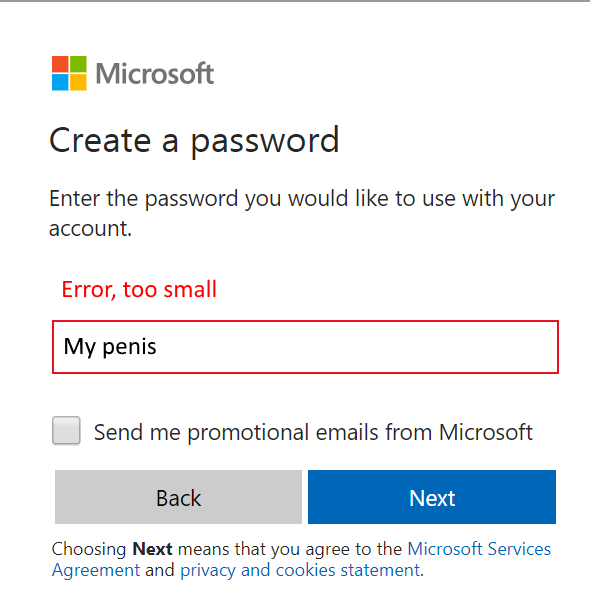 Microsoft
Create a password
Enter the password you would like to use with your
account.
Error, too small
My penis
Send me promotional emails from Microsoft
Back
Next
Choosing Next means that you agree to the Microsoft Services
Agreement and privacy and cookies statement.